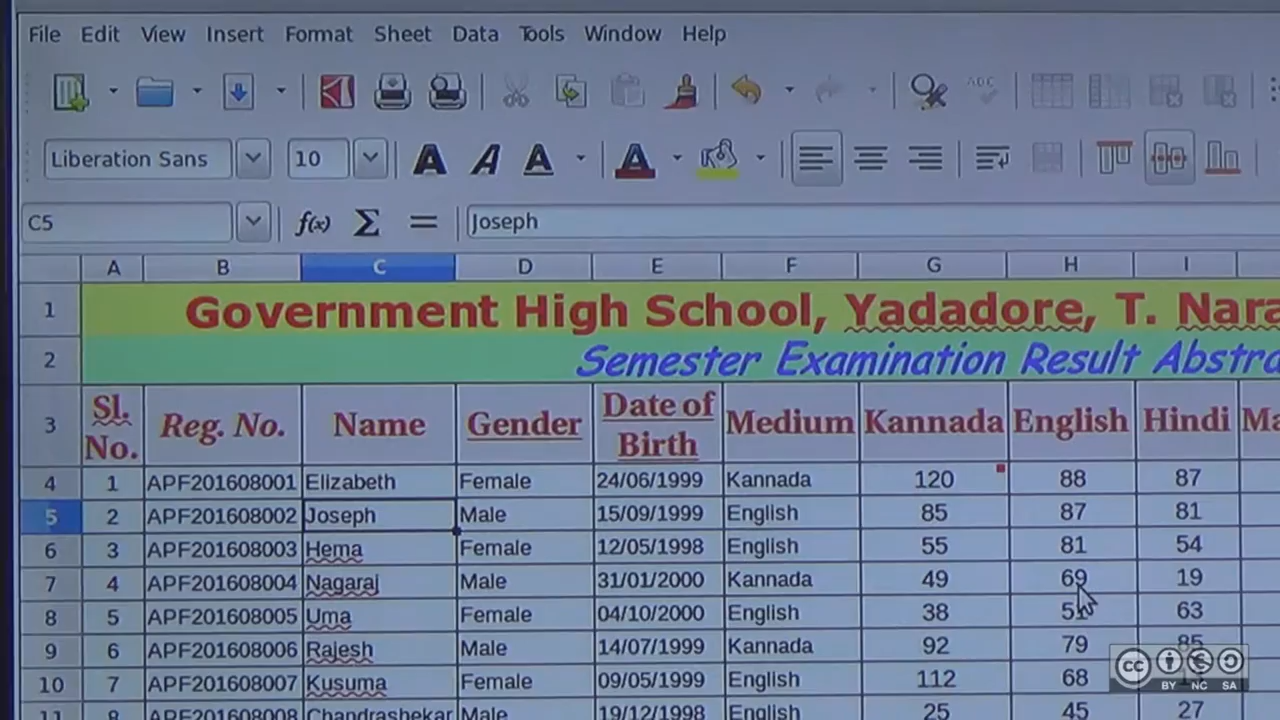 File Edit View Insert Format Sheet Data Tools Window Help
Liberation Sans 10
C5 f(x) Σ = Joseph
A B C D E F G H I
1 Government High School, Yadadore, T. Nara
2 Semester Examination Result Abstra
3 Sl. No. Reg. No. Name Gender Date of Birth Medium Kannada English Hindi Ma
4 1 APF201608001 Elizabeth Female 24/06/1999 Kannada 120 88 87
5 2 APF201608002 Joseph Male 15/09/1999 English 85 87 81
6 3 APF201608003 Hema Female 12/05/1998 English 55 81 54
7 4 APF201608004 Nagaraj Male 31/01/2000 Kannada 49 69 19
8 5 APF201608005 Uma Female 04/10/2000 English 38 63
9 6 APF201608006 Rajesh Male 14/07/1999 Kannada 92 79 85
10 7 APF201608007 Kusuma Female 09/05/1999 English 112 68
11 8 APF201608008 Chandrashekar Male 19/12/1998 English 25 45 27
cc BY NC SA